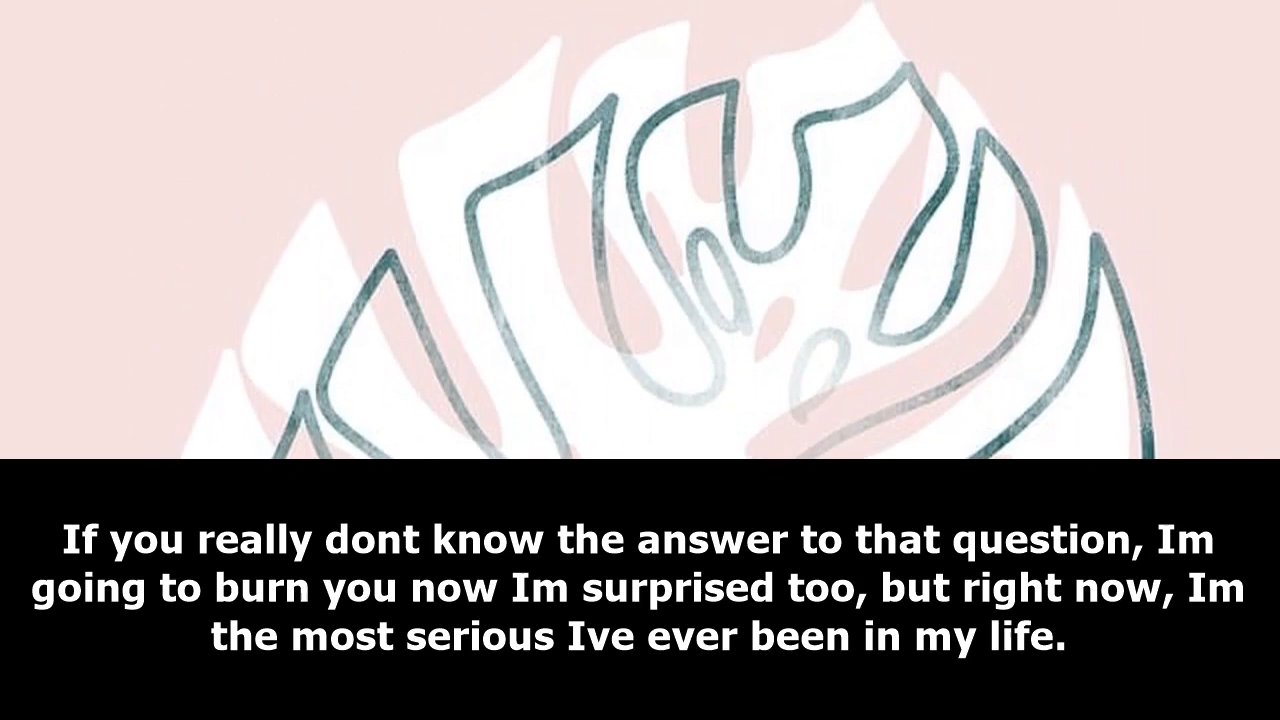 If you really dont know the answer to that question, Im
going to burn you now Im surprised too, but right now, Im
the most serious Ive ever been in my life.